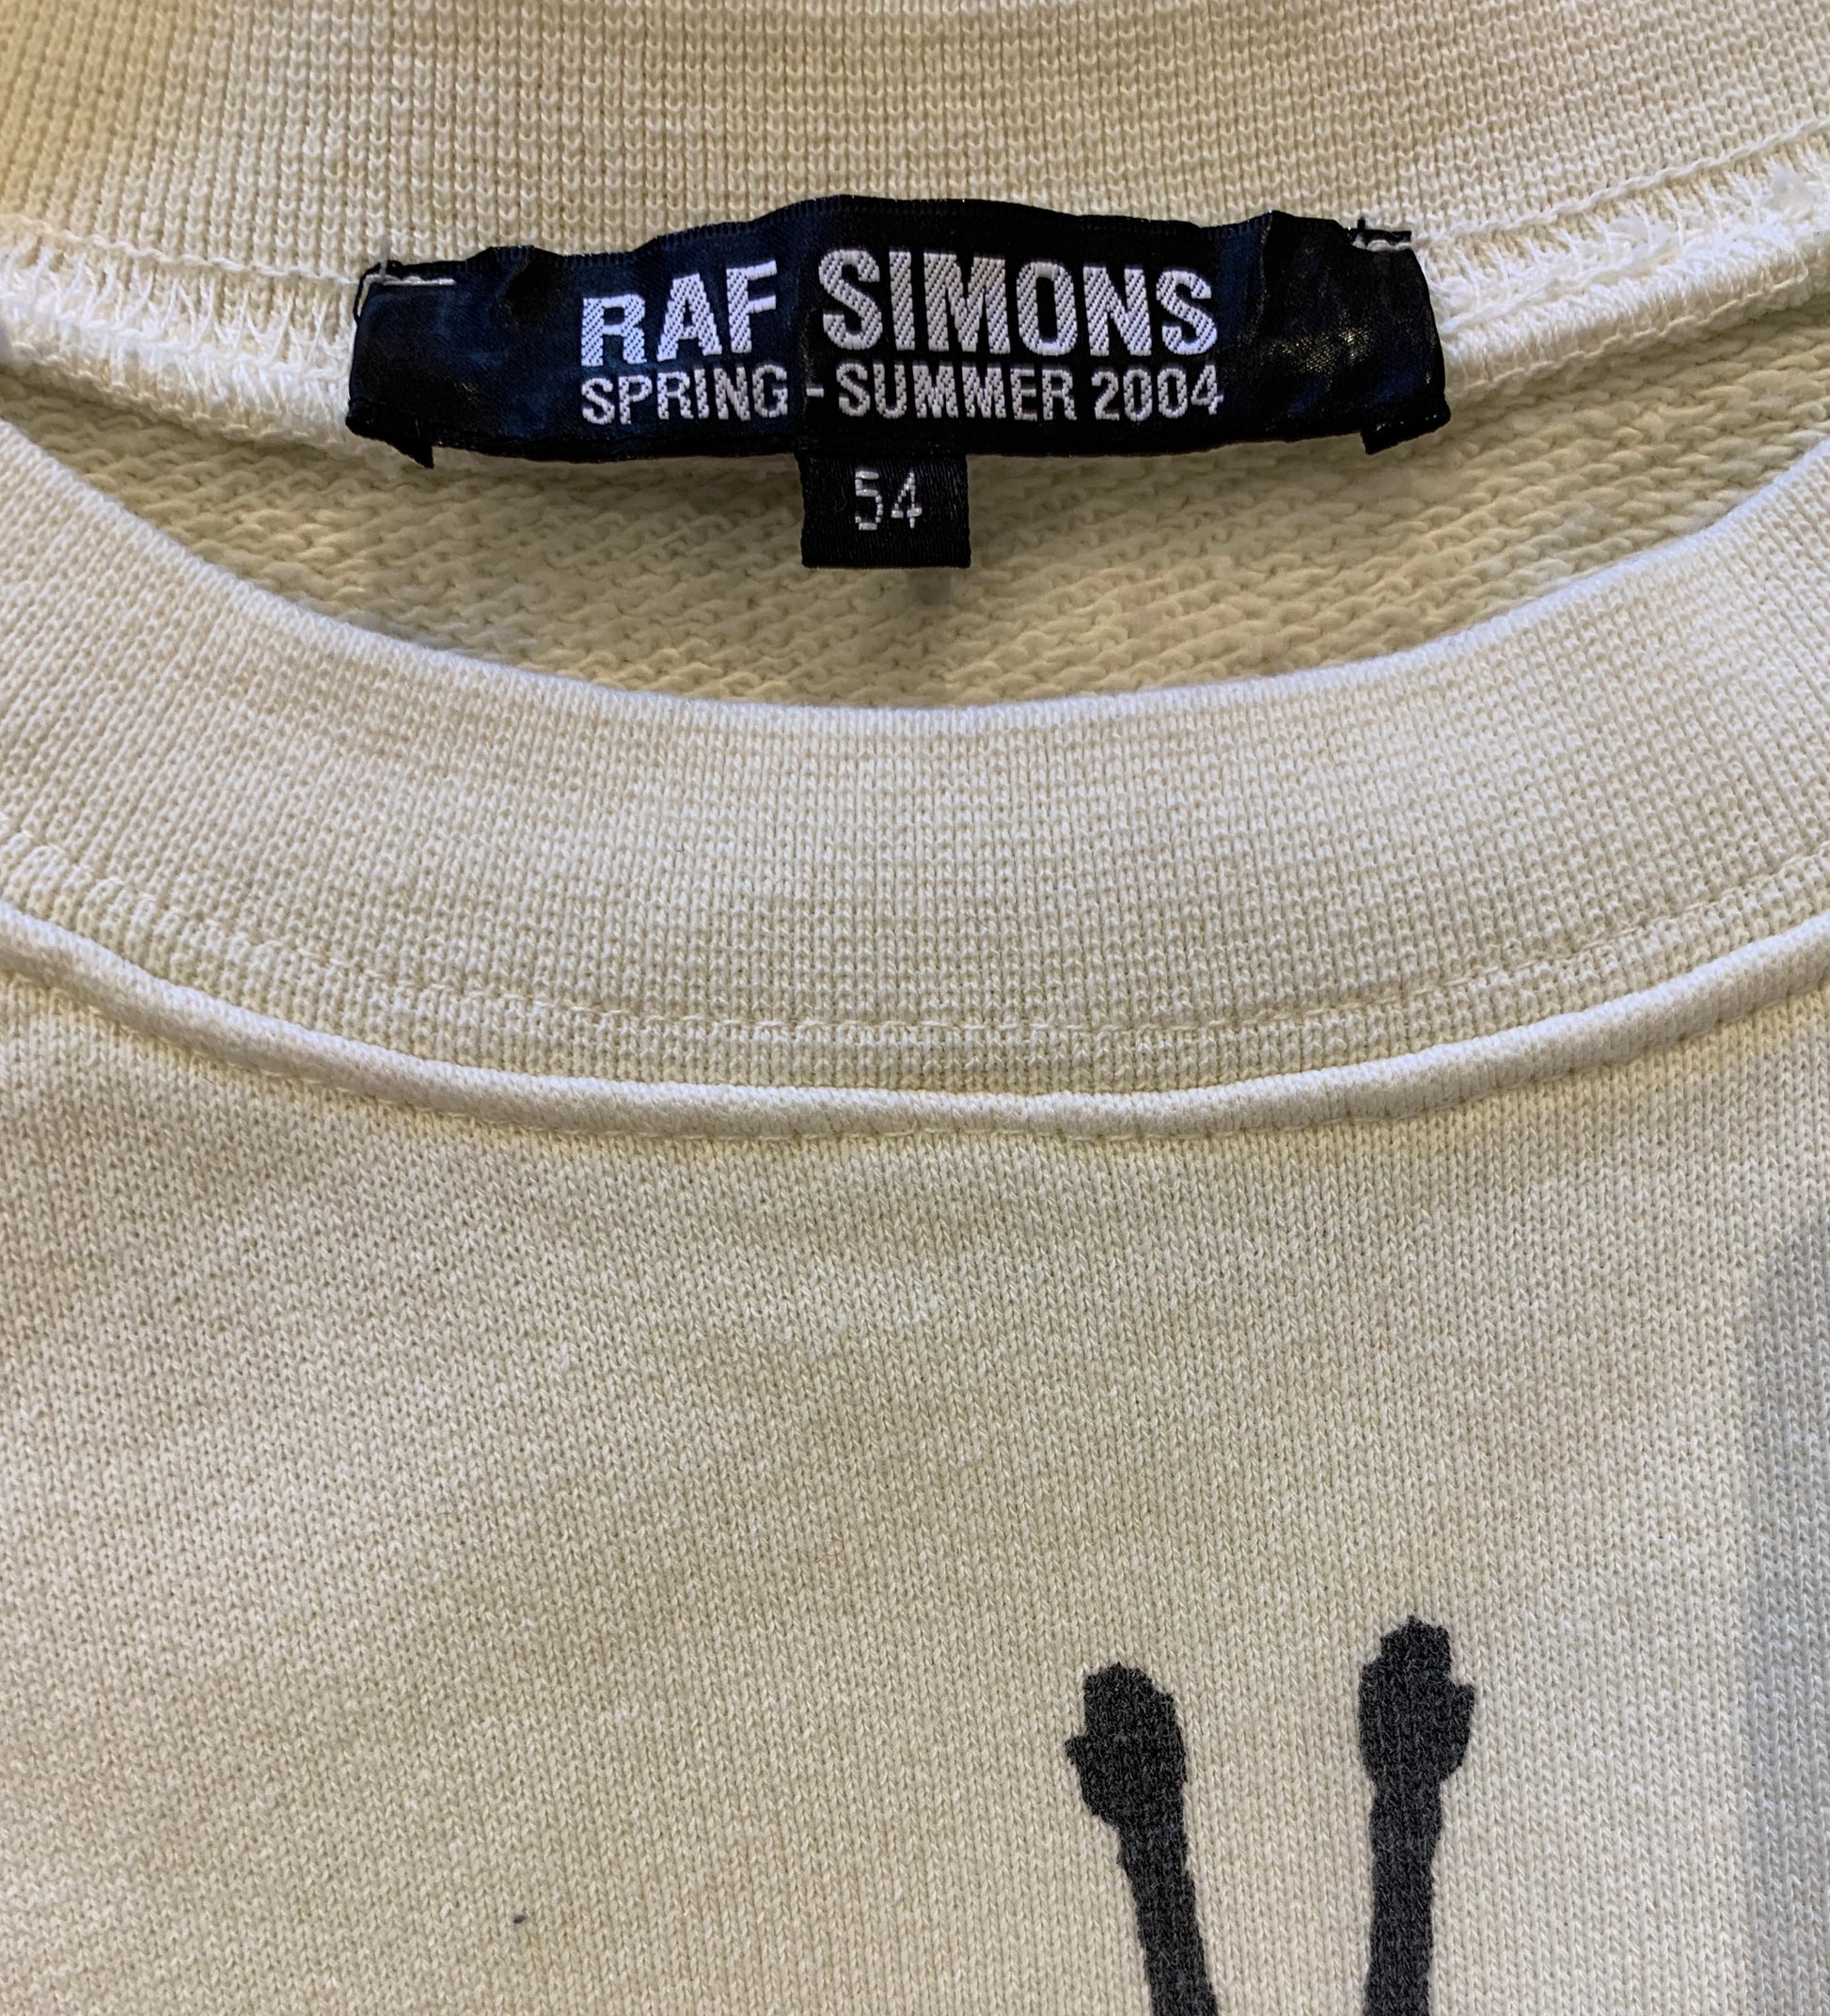 RAF SIMONS
SPRING - SUMMER 2004
54